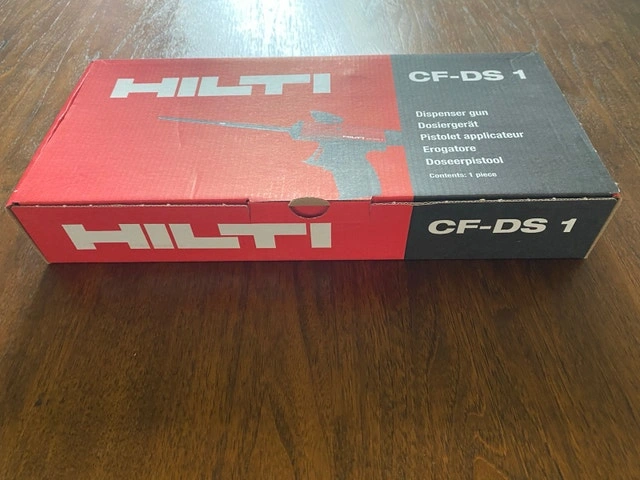 HILTI
CF-DS 1
Dispenser gun
Dosiergerät
Pistolet applicateur
Erogatore
Doseerpistool
Contents: 1 piece
HILTI
CF-DS 1